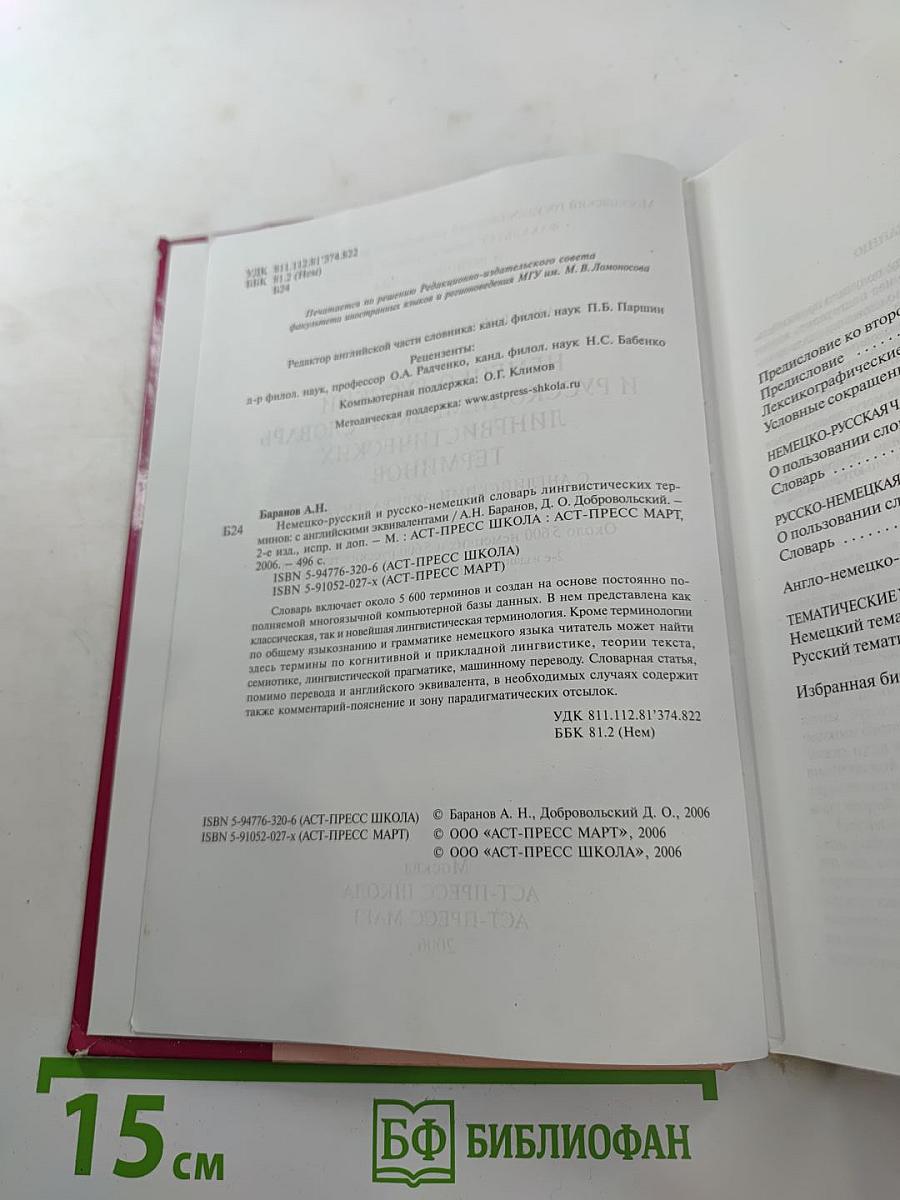 УДК 811.112.81'374.822
ББК 81.2 (Нем)
Б24
Печатается по решению Редакционно-издательского совета
факультета иностранных языков и регионоведения МГУ им. М. В. Ломоносова
Редактор английской части словника: канд. филол. наук П.Б. Паршин
Рецензенты:
д-р филол. наук, профессор О.А. Радченко, канд. филол. наук Н.С. Бабенко
Компьютерная поддержка: О.Г. Климов
Методическая поддержка: www.astpress-shkola.ru
Баранов А.Н.
Б24 Немецко-русский и русско-немецкий словарь лингвистических тер-
минов: с английскими эквивалентами / А.Н. Баранов, Д. О. Добровольский. –
2-е изд., испр. и доп. – М. : АСТ-ПРЕСС ШКОЛА : АСТ-ПРЕСС МАРТ,
2006. – 496 с.
ISBN 5-94776-320-6 (АСТ-ПРЕСС ШКОЛА)
ISBN 5-91052-027-х (АСТ-ПРЕСС МАРТ)
Словарь включает около 5 600 терминов и создан на основе постоянно по-
полняемой многоязычной компьютерной базы данных. В нем представлена как
классическая, так и новейшая лингвистическая терминология. Кроме терминологии
по общему языкознанию и грамматике немецкого языка читатель может найти
здесь термины по когнитивной и прикладной лингвистике, теории текста,
семиотике, лингвистической прагматике, машинному переводу. Словарная статья,
помимо перевода и английского эквивалента, в необходимых случаях содержит
также комментарий-пояснение и зону парадигматических отсылок.
УДК 811.112.81'374.822
ББК 81.2 (Нем)
ISBN 5-94776-320-6 (АСТ-ПРЕСС ШКОЛА)
ISBN 5-91052-027-х (АСТ-ПРЕСС МАРТ)
© Баранов А. Н., Добровольский Д. О., 2006
© ООО «АСТ-ПРЕСС МАРТ», 2006
© ООО «АСТ-ПРЕСС ШКОЛА», 2006
Предисловие ко второ
Предисловие . . . . . .
Лексикографические
Условные сокращен
НЕМЕЦКО-РУССКАЯ Ч
О пользовании слов
Словарь . . . . . . . .
РУССКО-НЕМЕЦКАЯ
О пользовании сл
Словарь . . . . . . .
Англо-немецко-
ТЕМАТИЧЕСКИЕ
Немецкий тема
Русский темати
Избранная би
15 см
БФ БИБЛИОФАН